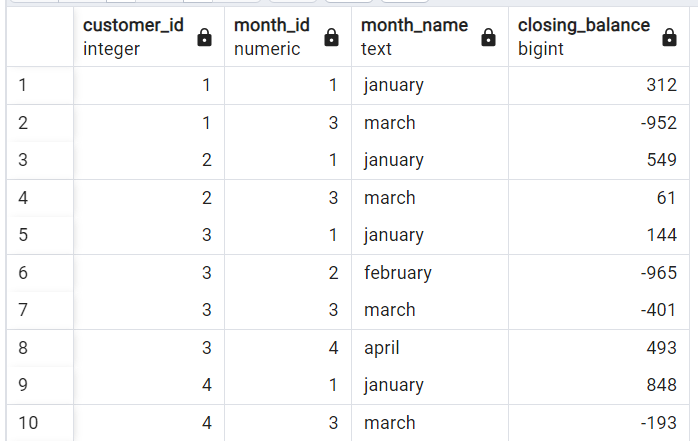 customer_id month_id month_name closing_balance
integer numeric text bigint
1 1 1 january 312
2 1 3 march -952
3 2 1 january 549
4 2 3 march 61
5 3 1 january 144
6 3 2 february -965
7 3 3 march -401
8 3 4 april 493
9 4 1 january 848
10 4 3 march -193